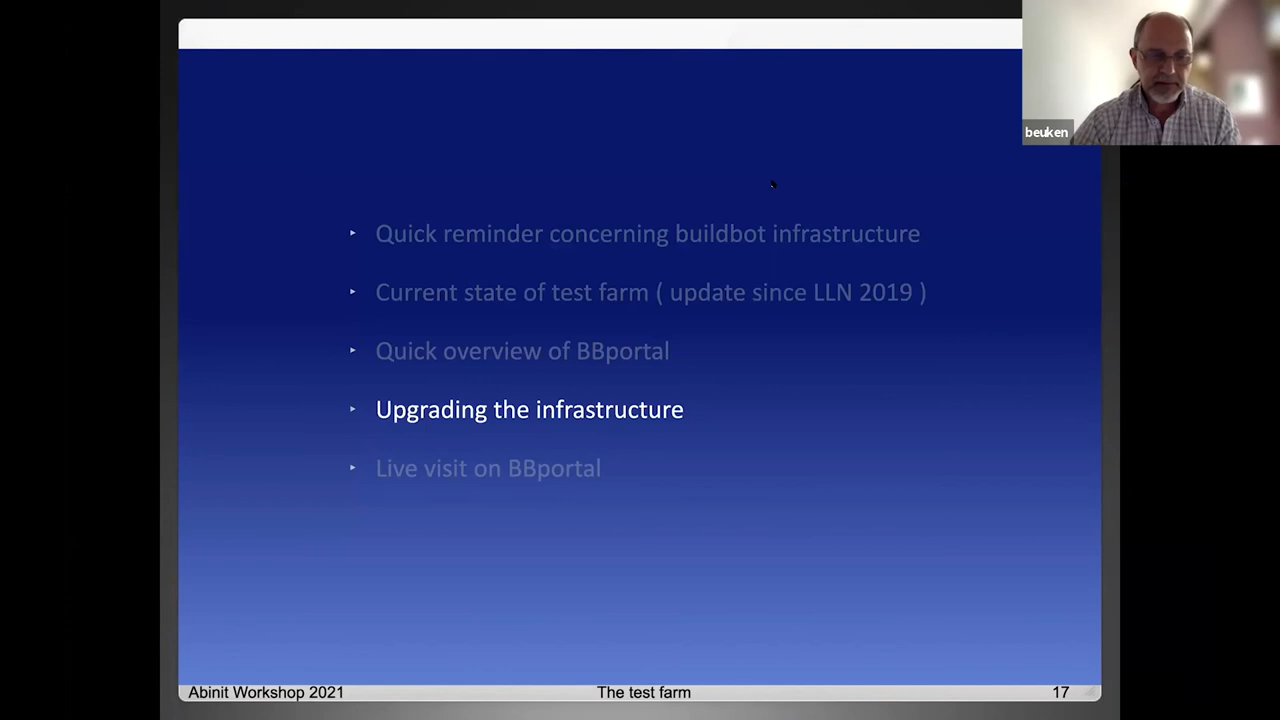 beuken
‣ Quick reminder concerning buildbot infrastructure
‣ Current state of test farm ( update since LLN 2019 )
‣ Quick overview of BBportal
‣ Upgrading the infrastructure
‣ Live visit on BBportal
Abinit Workshop 2021 The test farm 17